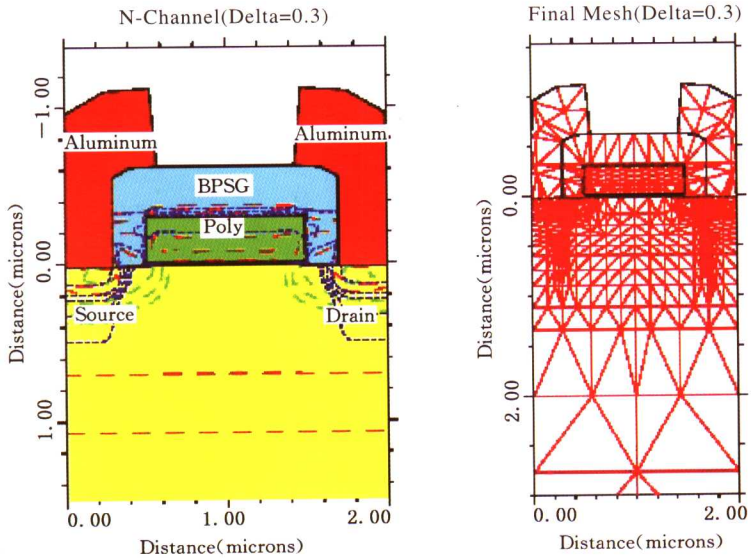 N-Channel(Delta=0.3)
-1.00
0.00
1.00
Distance(microns)
Aluminum
Aluminum
BPSG
Poly
Source
Drain
0.00
1.00
2.00
Distance(microns)
Final Mesh(Delta=0.3)
0.00
2.00
Distance(microns)
0.00
2.00
Distance(microns)